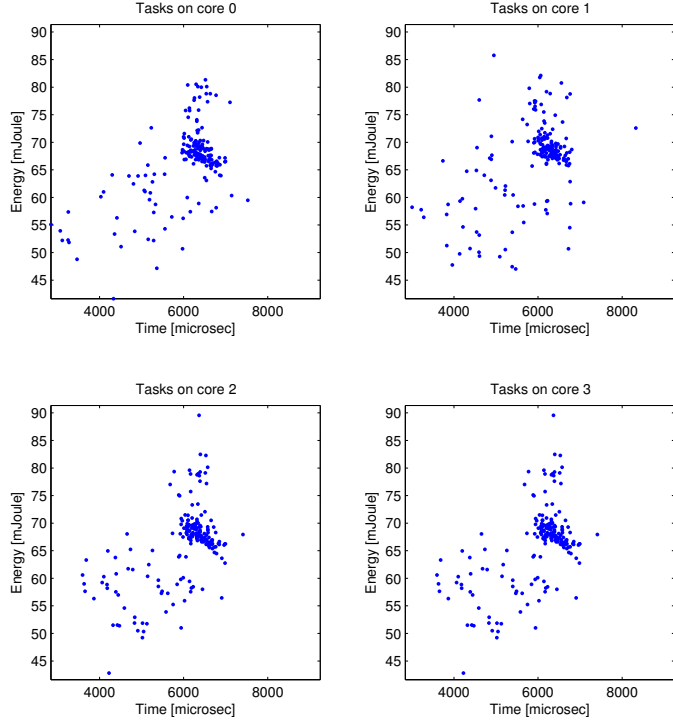 Tasks on core 0
Energy [mJoule]
90
85
80
75
70
65
60
55
50
45
4000 6000 8000
Time [microsec]
Tasks on core 1
Energy [mJoule]
90
85
80
75
70
65
60
55
50
45
4000 6000 8000
Time [microsec]
Tasks on core 2
Energy [mJoule]
90
85
80
75
70
65
60
55
50
45
4000 6000 8000
Time [microsec]
Tasks on core 3
Energy [mJoule]
90
85
80
75
70
65
60
55
50
45
4000 6000 8000
Time [microsec]